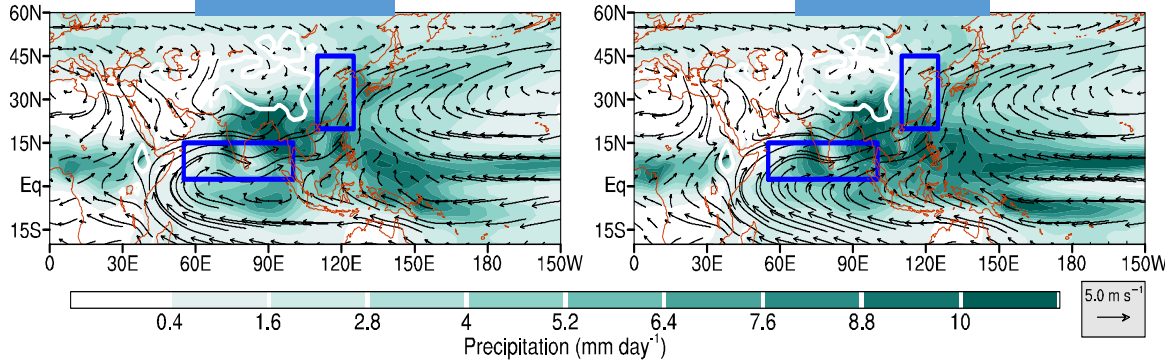 60N 60N
45N 45N
30N 30N
15N 15N
Eq Eq
15S 15S
0 30E 60E 90E 120E 150E 150W 0 30E 60E 90E 120E 150E 150W
0.4 1.6 2.8 4 5.2 6.4 7.6 8.8 10 5.0 m s⁻¹
Precipitation (mm day⁻¹)